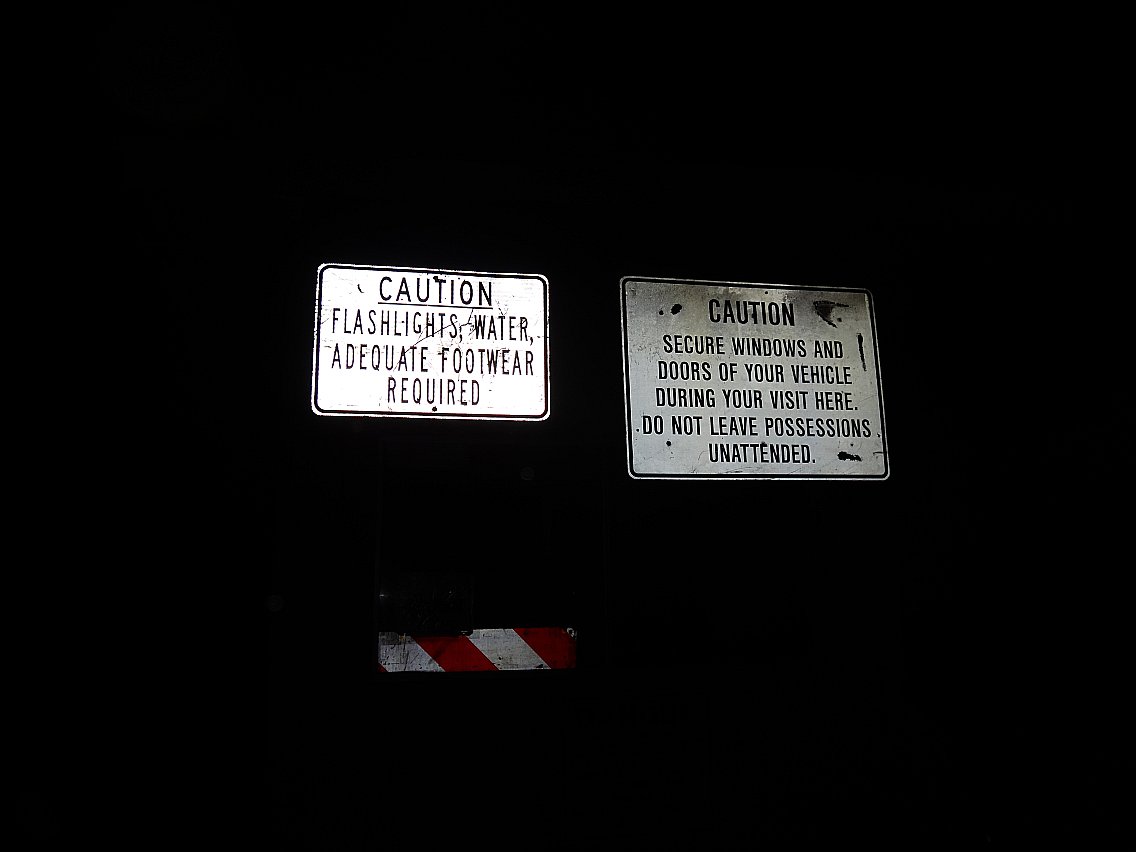 CAUTION
FLASHLIGHTS, WATER,
ADEQUATE FOOTWEAR
REQUIRED
CAUTION
SECURE WINDOWS AND
DOORS OF YOUR VEHICLE
DURING YOUR VISIT HERE.
DO NOT LEAVE POSSESSIONS
UNATTENDED.